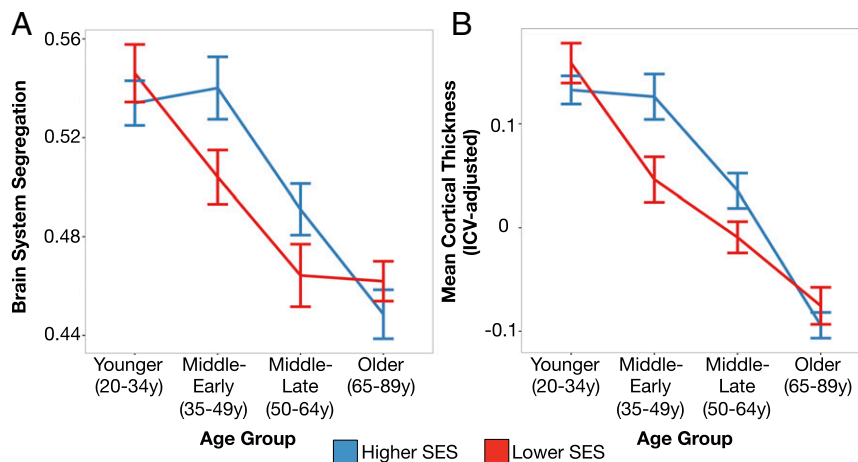 A
Brain System Segregation
0.56
0.52
0.48
0.44
Younger
(20-34y)
Middle-
Early
(35-49y)
Middle-
Late
(50-64y)
Older
(65-89y)
Age Group
B
Mean Cortical Thickness
(ICV-adjusted)
0.1
0
-0.1
Younger
(20-34y)
Middle-
Early
(35-49y)
Middle-
Late
(50-64y)
Older
(65-89y)
Age Group
Higher SES
Lower SES